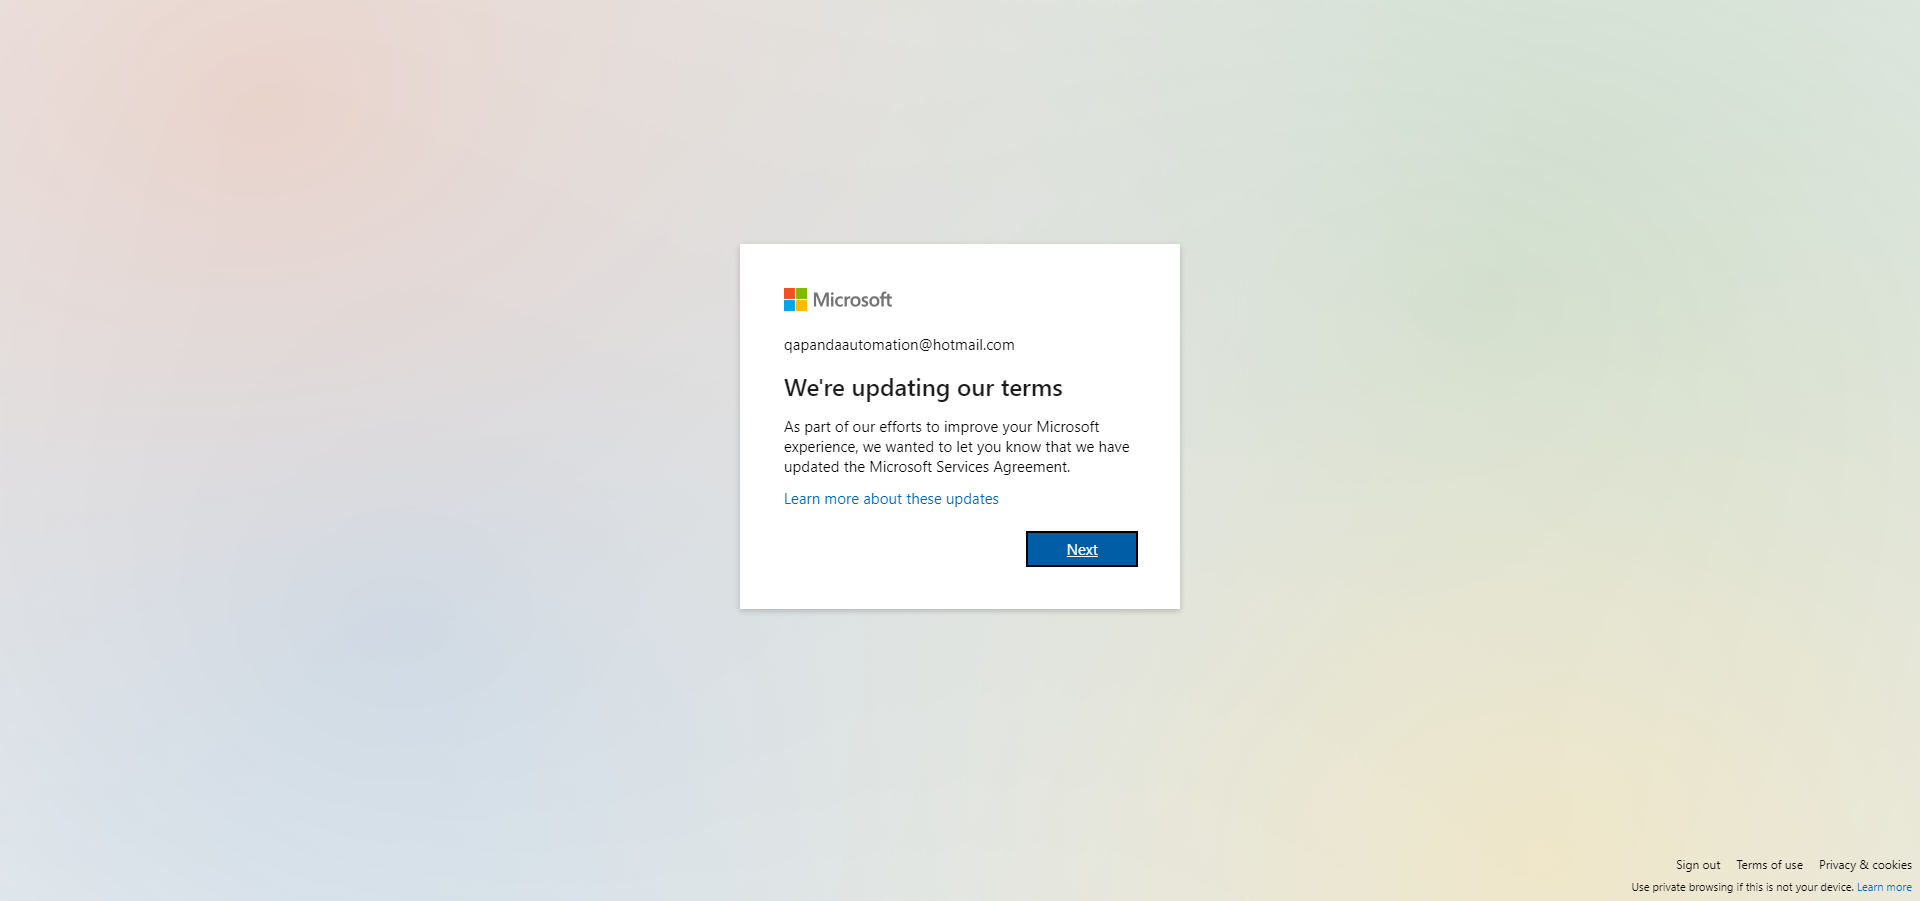 Microsoft
qapandaautomation@hotmail.com
We're updating our terms
As part of our efforts to improve your Microsoft
experience, we wanted to let you know that we have
updated the Microsoft Services Agreement.
Learn more about these updates
Next
Sign out Terms of use Privacy & cookies
Use private browsing if this is not your device. Learn more